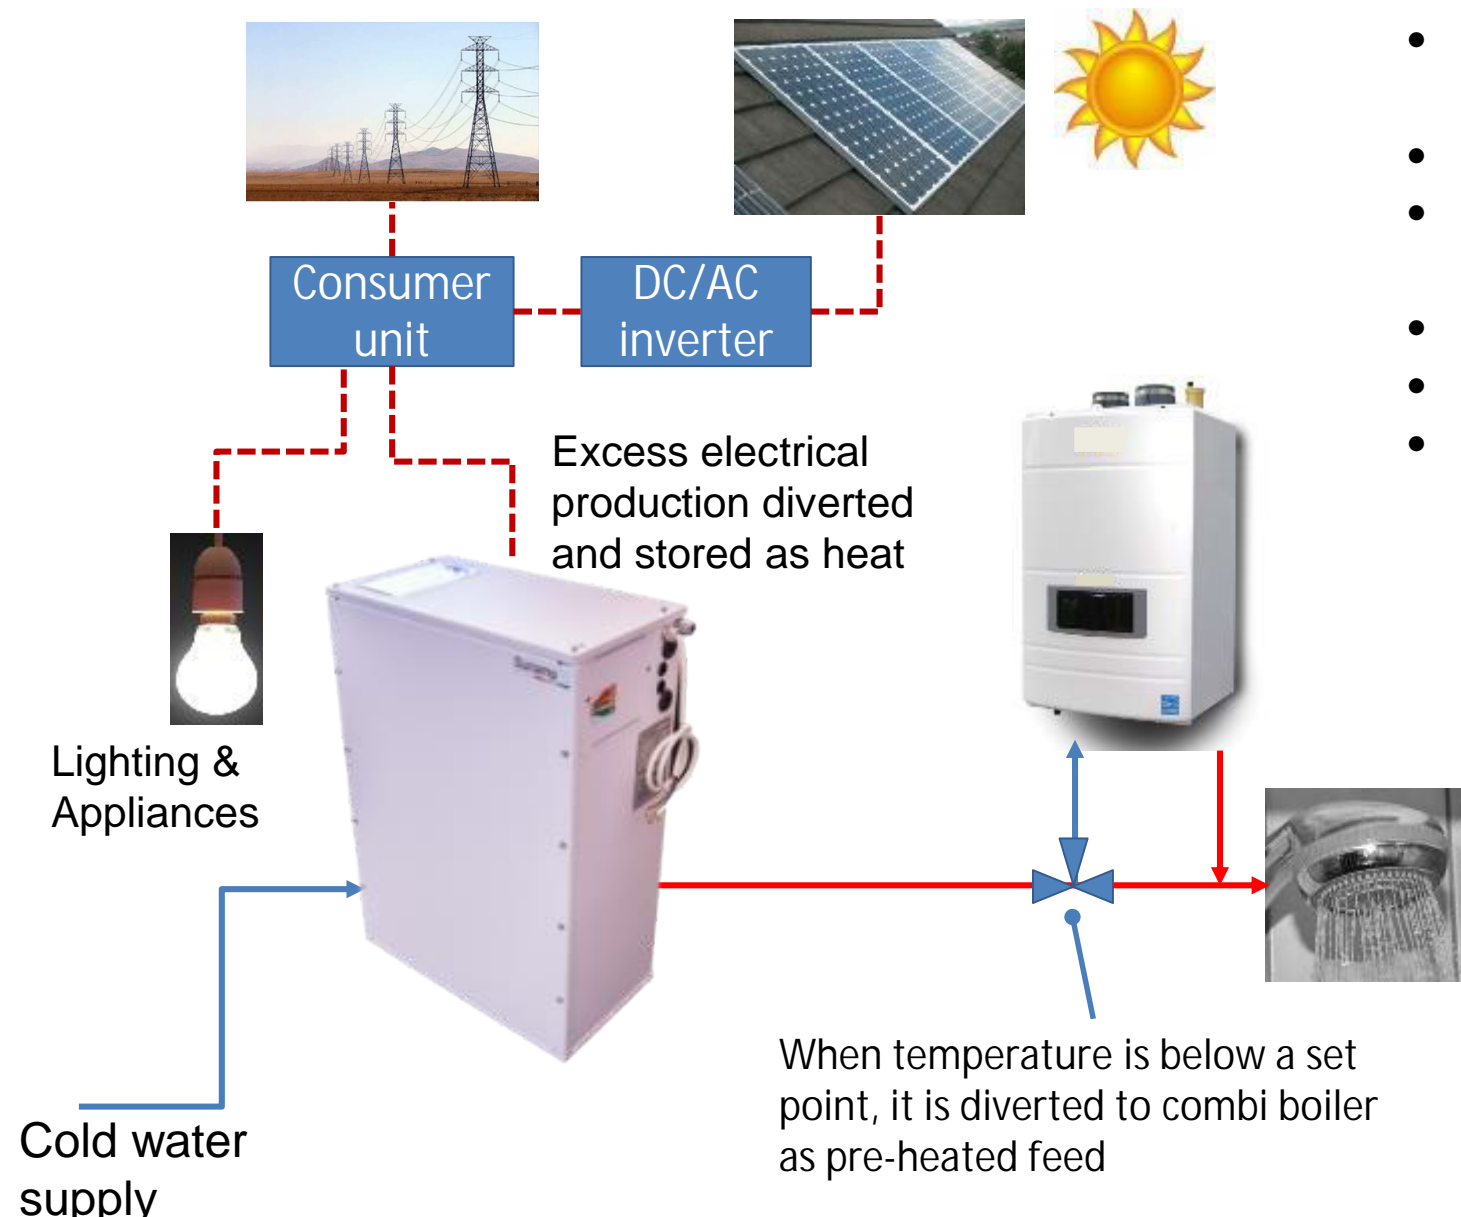 Consumer
unit
DC/AC
inverter
Excess electrical
production diverted
and stored as heat
Lighting &
Appliances
Cold water
supply
When temperature is below a set
point, it is diverted to combi boiler
as pre-heated feed